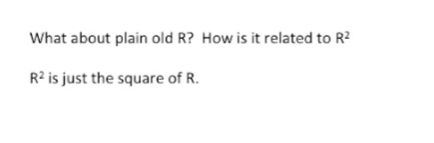 What about plain old R? How is it related to R²
R² is just the square of R.